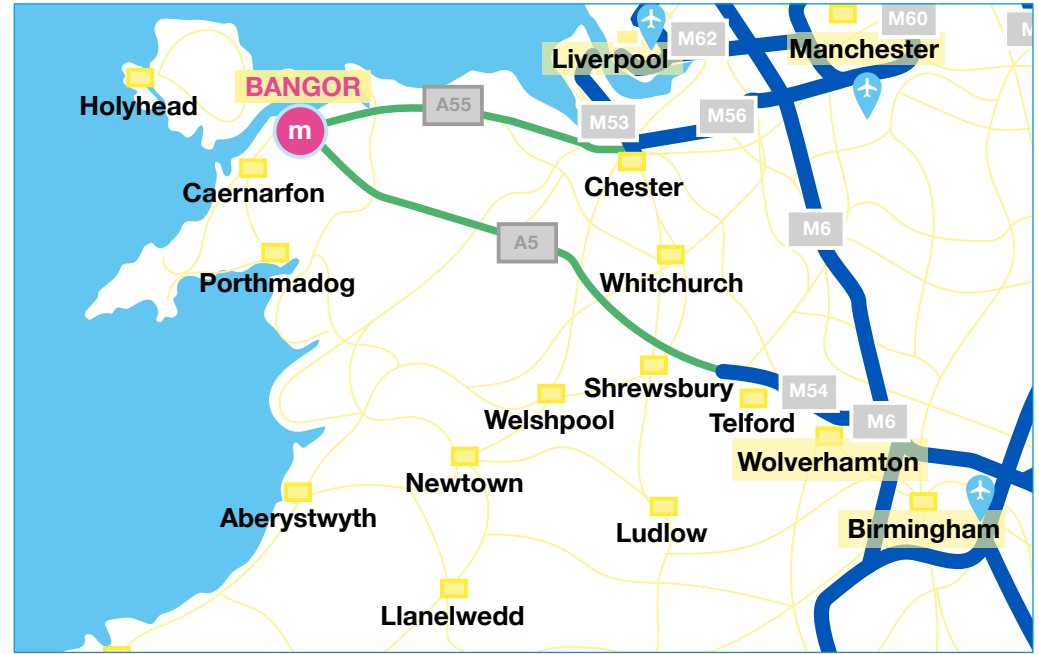 M60
M
M62
Manchester
Liverpool
BANGOR
Holyhead
A55
M56
M53
m
Chester
Caernarfon
M6
A5
Porthmadog
Whitchurch
Shrewsbury
M54
Welshpool
Telford
M6
Wolverhamton
Newtown
Aberystwyth
Ludlow
Birmingham
Llanelwedd